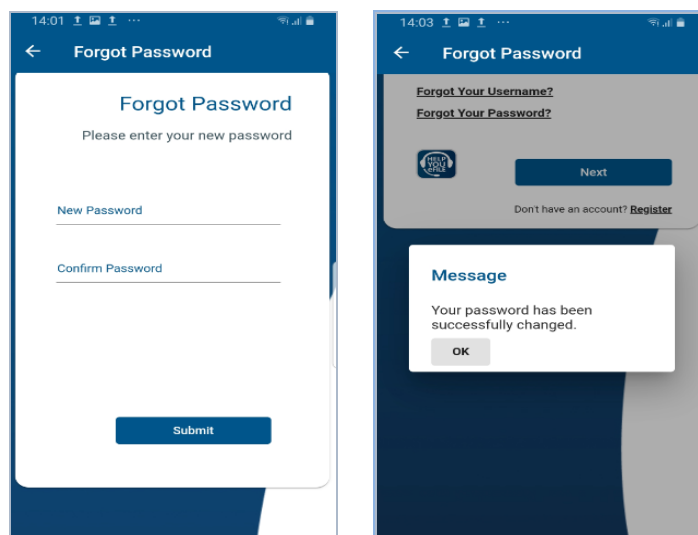 14:01
Forgot Password
Forgot Password
Please enter your new password
New Password
Confirm Password
Submit
14:03
Forgot Password
Forgot Your Username?
Forgot Your Password?
HELP
YOU
eFILE
Next
Don't have an account? Register
Message
Your password has been
successfully changed.
OK